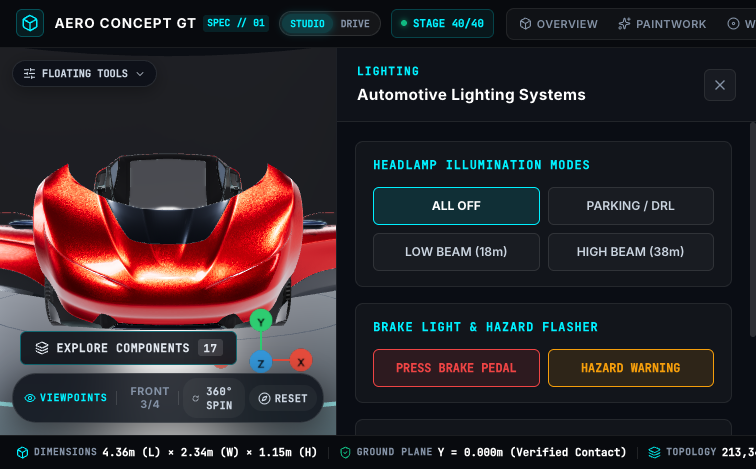 AERO CONCEPT GT SPEC // 01 STUDIO DRIVE STAGE 40/40 OVERVIEW PAINTWORK W
FLOATING TOOLS
LIGHTING
Automotive Lighting Systems
HEADLAMP ILLUMINATION MODES
ALL OFF PARKING / DRL
LOW BEAM (18m) HIGH BEAM (38m)
BRAKE LIGHT & HAZARD FLASHER
PRESS BRAKE PEDAL HAZARD WARNING
Y
Z X
EXPLORE COMPONENTS 17
VIEWPOINTS FRONT 3/4 360° SPIN RESET
DIMENSIONS 4.36m (L) × 2.34m (W) × 1.15m (H) GROUND PLANE Y = 0.000m (Verified Contact) TOPOLOGY 213,